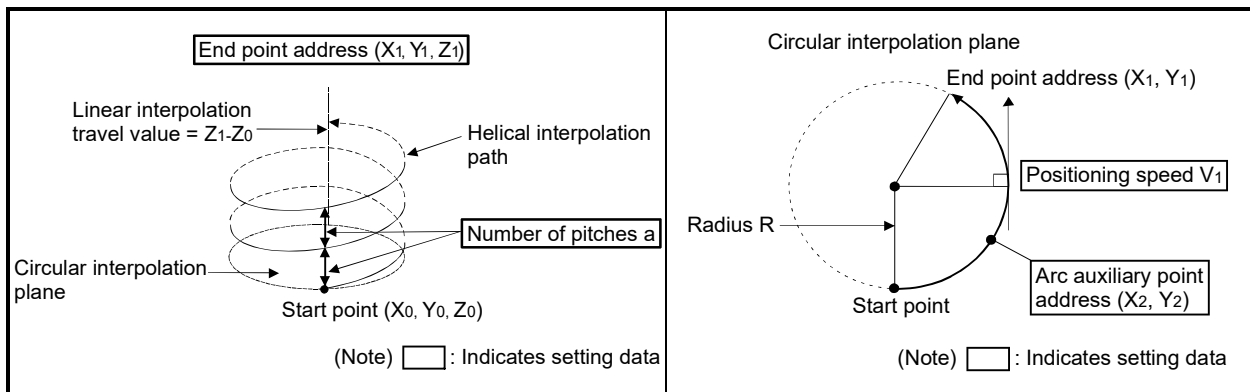 End point address (X1, Y1, Z1)
Linear interpolation
travel value = Z1-Z0
Helical interpolation
path
Number of pitches a
Circular interpolation
plane
Start point (X0, Y0, Z0)
(Note) : Indicates setting data
Circular interpolation plane
End point address (X1, Y1)
Positioning speed V1
Radius R
Arc auxiliary point
address (X2, Y2)
Start point
(Note) : Indicates setting data